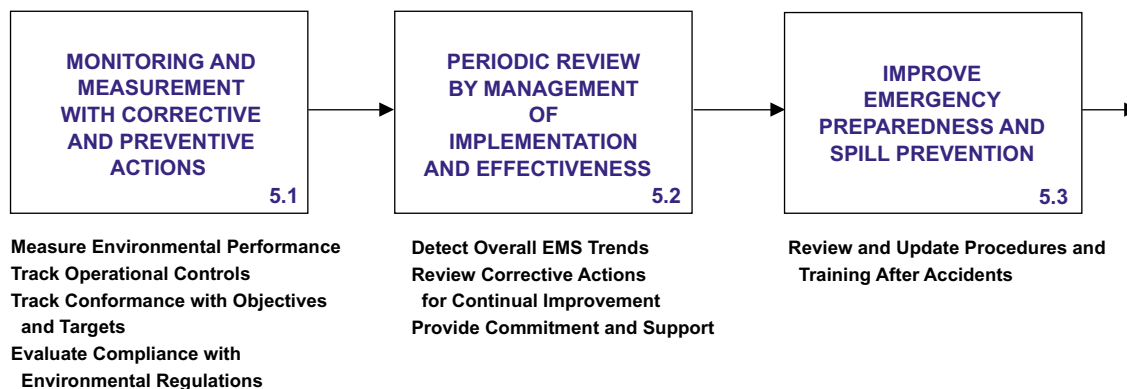 MONITORING AND
MEASUREMENT
WITH CORRECTIVE
AND PREVENTIVE
ACTIONS
5.1
PERIODIC REVIEW
BY MANAGEMENT
OF
IMPLEMENTATION
AND EFFECTIVENESS
5.2
IMPROVE
EMERGENCY
PREPAREDNESS AND
SPILL PREVENTION
5.3
Measure Environmental Performance
Track Operational Controls
Track Conformance with Objectives
and Targets
Evaluate Compliance with
Environmental Regulations
Detect Overall EMS Trends
Review Corrective Actions
for Continual Improvement
Provide Commitment and Support
Review and Update Procedures and
Training After Accidents